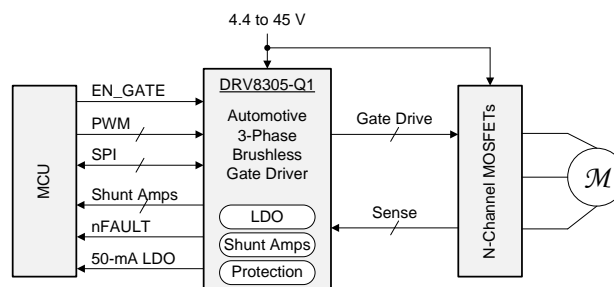 4.4 to 45 V
DRV8305-Q1
Automotive
3-Phase
Brushless
Gate Driver
LDO
Shunt Amps
Protection
MCU
EN_GATE
PWM
SPI
Shunt Amps
nFAULT
50-mA LDO
Gate Drive
Sense
N-Channel MOSFETs
M